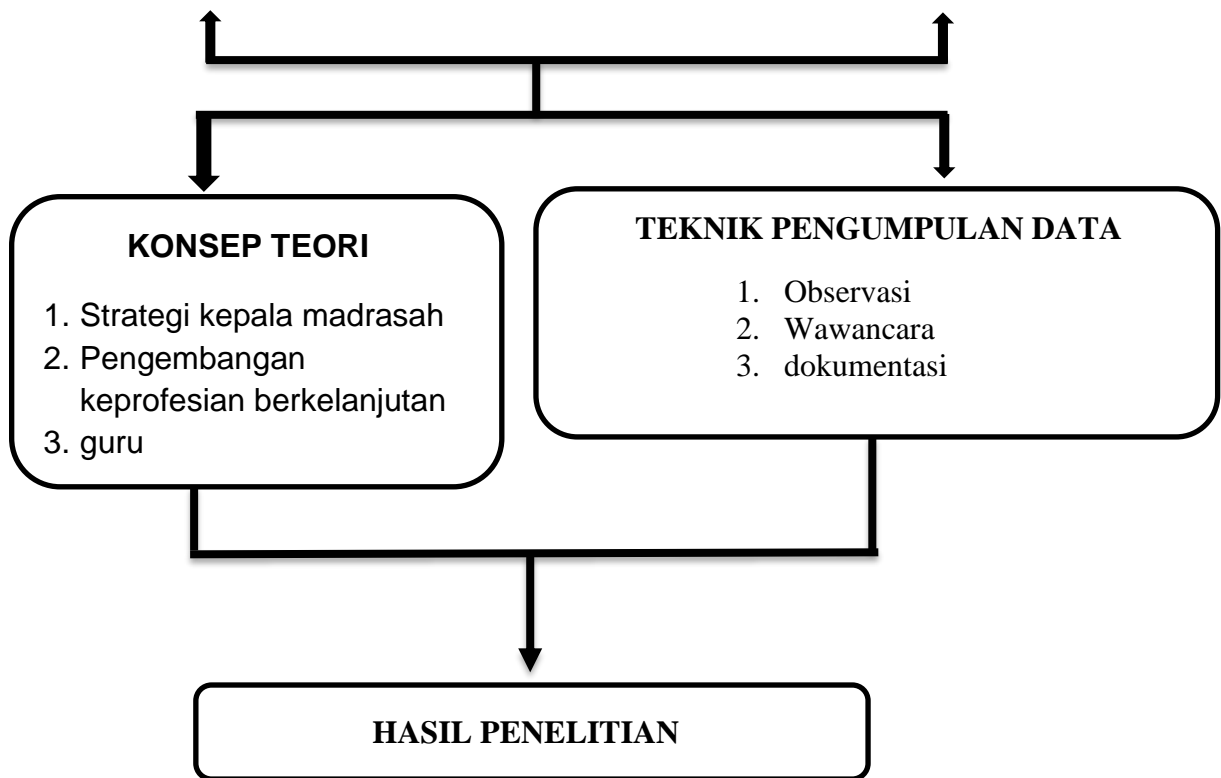 KONSEP TEORI
1. Strategi kepala madrasah
2. Pengembangan
keprofesian berkelanjutan
3. guru
TEKNIK PENGUMPULAN DATA
1. Observasi
2. Wawancara
3. dokumentasi
HASIL PENELITIAN